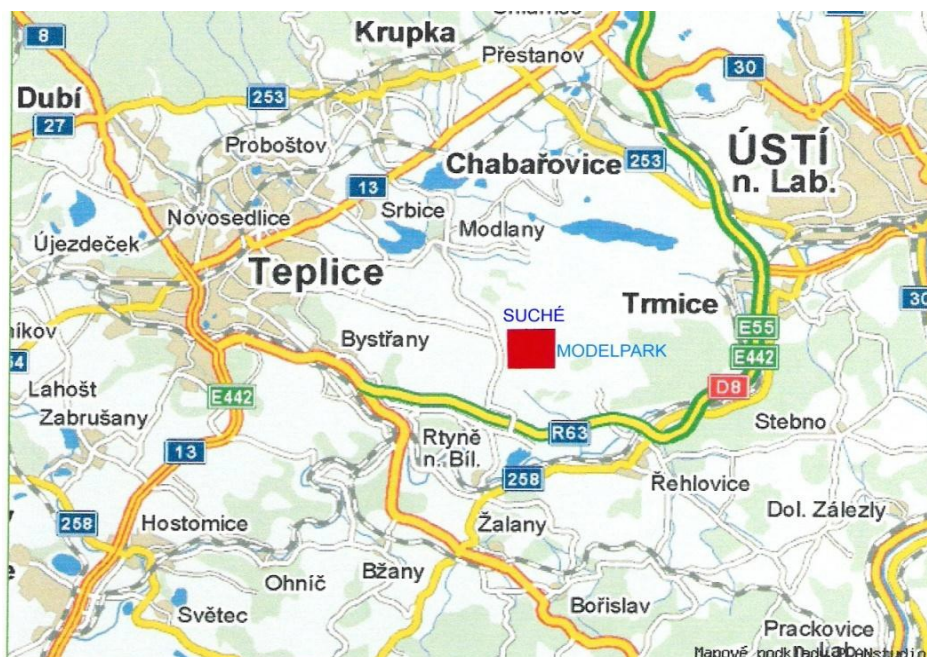 8
Krupka
Přestanov
30
Dubí
253
27
Proboštov
ÚSTÍ
n. Lab.
Chabařovice
253
13
Srbice
Novosedlice
Modlany
Újezdeček
Teplice
Trmice
30
SUCHÉ
MODELPARK
E55
E442
Bystřany
Lahošt
E442
D8
Zabrušany
Stebno
R63
Rtyně
n. Bíl.
13
258
Řehlovice
Dol. Zálezly
258
Hostomice
Žalany
Ohníč
Bžany
Světec
Bořislav
Prackovice
n. Lab.